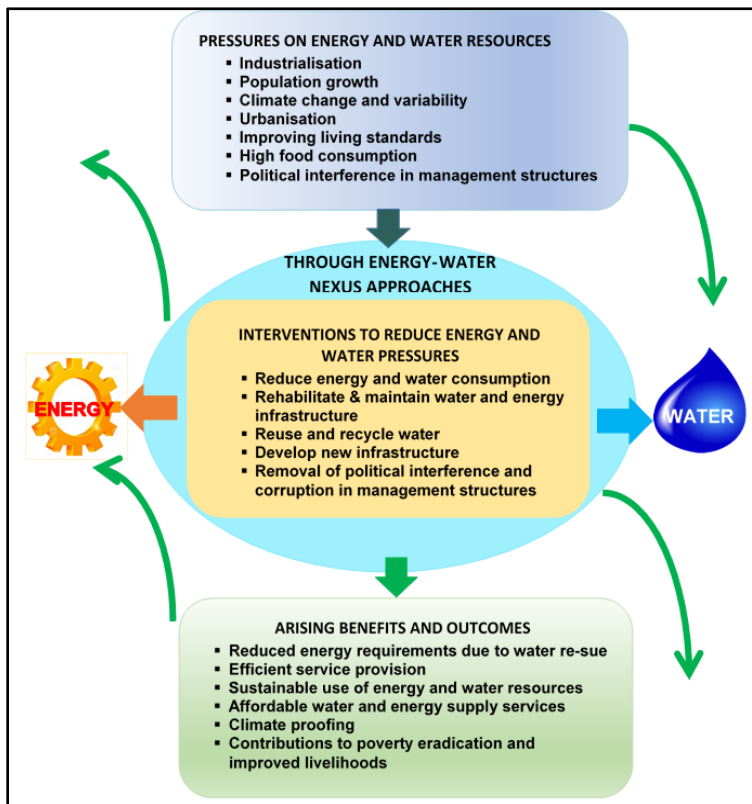 PRESSURES ON ENERGY AND WATER RESOURCES
▪ Industrialisation
▪ Population growth
▪ Climate change and variability
▪ Urbanisation
▪ Improving living standards
▪ High food consumption
▪ Political interference in management structures
THROUGH ENERGY-WATER
NEXUS APPROACHES
INTERVENTIONS TO REDUCE ENERGY AND
WATER PRESSURES
▪ Reduce energy and water consumption
▪ Rehabilitate & maintain water and energy
infrastructure
▪ Reuse and recycle water
▪ Develop new infrastructure
▪ Removal of political interference and
corruption in management structures
ENERGY
WATER
ARISING BENEFITS AND OUTCOMES
▪ Reduced energy requirements due to water re-sue
▪ Efficient service provision
▪ Sustainable use of energy and water resources
▪ Affordable water and energy supply services
▪ Climate proofing
▪ Contributions to poverty eradication and
improved livelihoods